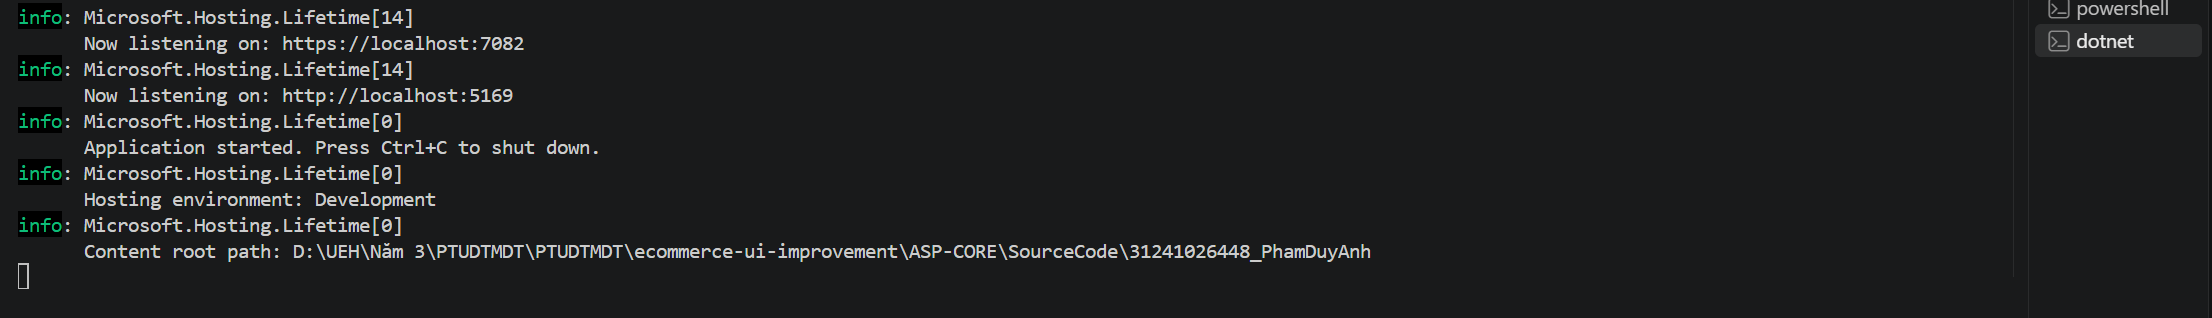 info: Microsoft.Hosting.Lifetime[14]
Now listening on: https://localhost:7082
info: Microsoft.Hosting.Lifetime[14]
Now listening on: http://localhost:5169
info: Microsoft.Hosting.Lifetime[0]
Application started. Press Ctrl+C to shut down.
info: Microsoft.Hosting.Lifetime[0]
Hosting environment: Development
info: Microsoft.Hosting.Lifetime[0]
Content root path: D:\UEH\Năm 3\PTUDTMDT\PTUDTMDT\ecommerce-ui-improvement\ASP-CORE\SourceCode\31241026448_PhamDuyAnh
powershell
dotnet